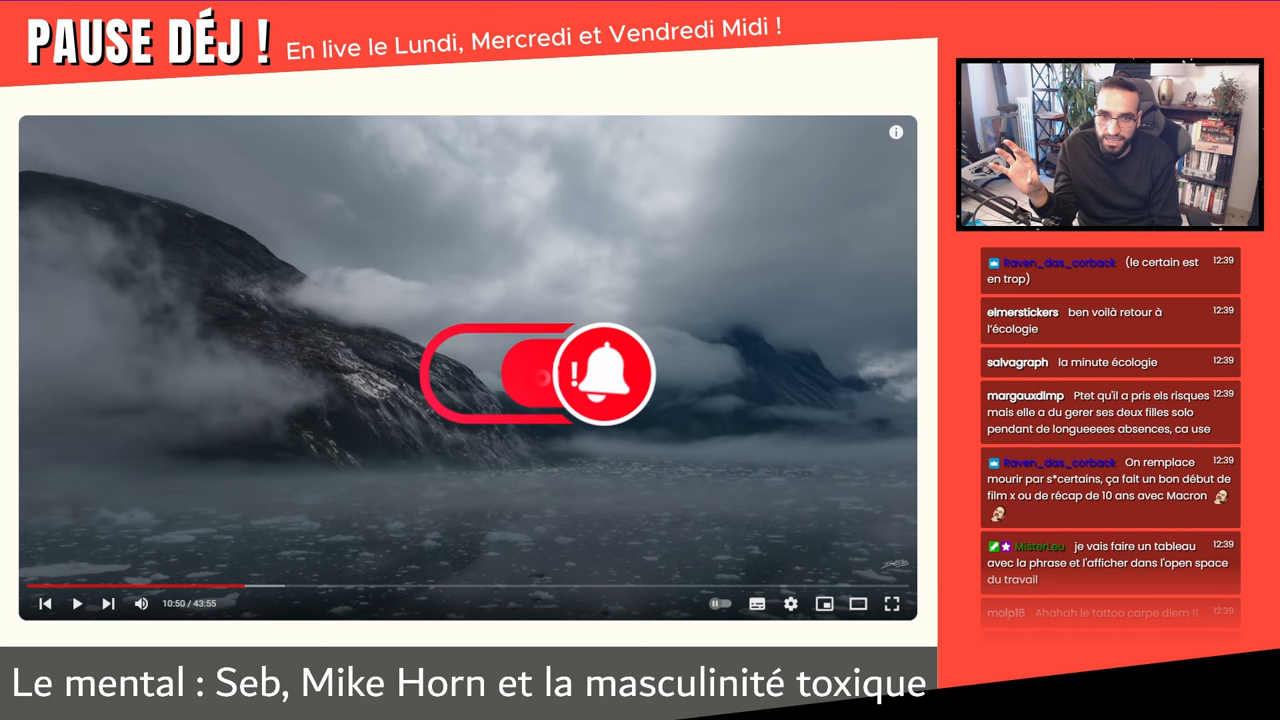 PAUSE DÉJ !
En live le Lundi, Mercredi et Vendredi Midi !
10:50 / 43:55
Raven_das_corback (le certain est 12:39
en trop)
elmerstickers ben voilà retour à 12:39
l'écologie
salvagraph la minute écologie 12:39
margauxdlmp Ptet qu'il a pris els risques 12:39
mais elle a du gerer ses deux filles solo
pendant de longueeees absences, ca use
Raven_das_corback On remplace 12:39
mourir par s*certains, ça fait un bon début de
film x ou de récap de 10 ans avec Macron
MisterLeu je vais faire un tableau 12:39
avec la phrase et l'afficher dans l'open space
du travail
molp16 Ahahah le tattoo carpe diem !! 12:39
Le mental : Seb, Mike Horn et la masculinité toxique